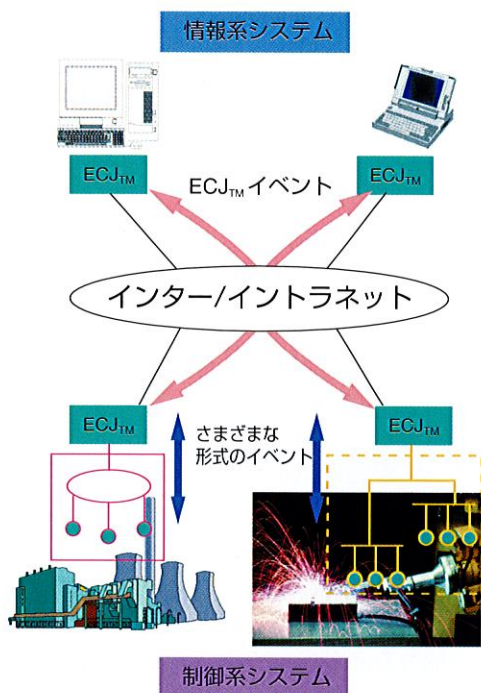 情報系システム
ECJTM
ECJTM
ECJTM イベント
インター/イントラネット
ECJTM
ECJTM
さまざまな
形式のイベント
制御系システム